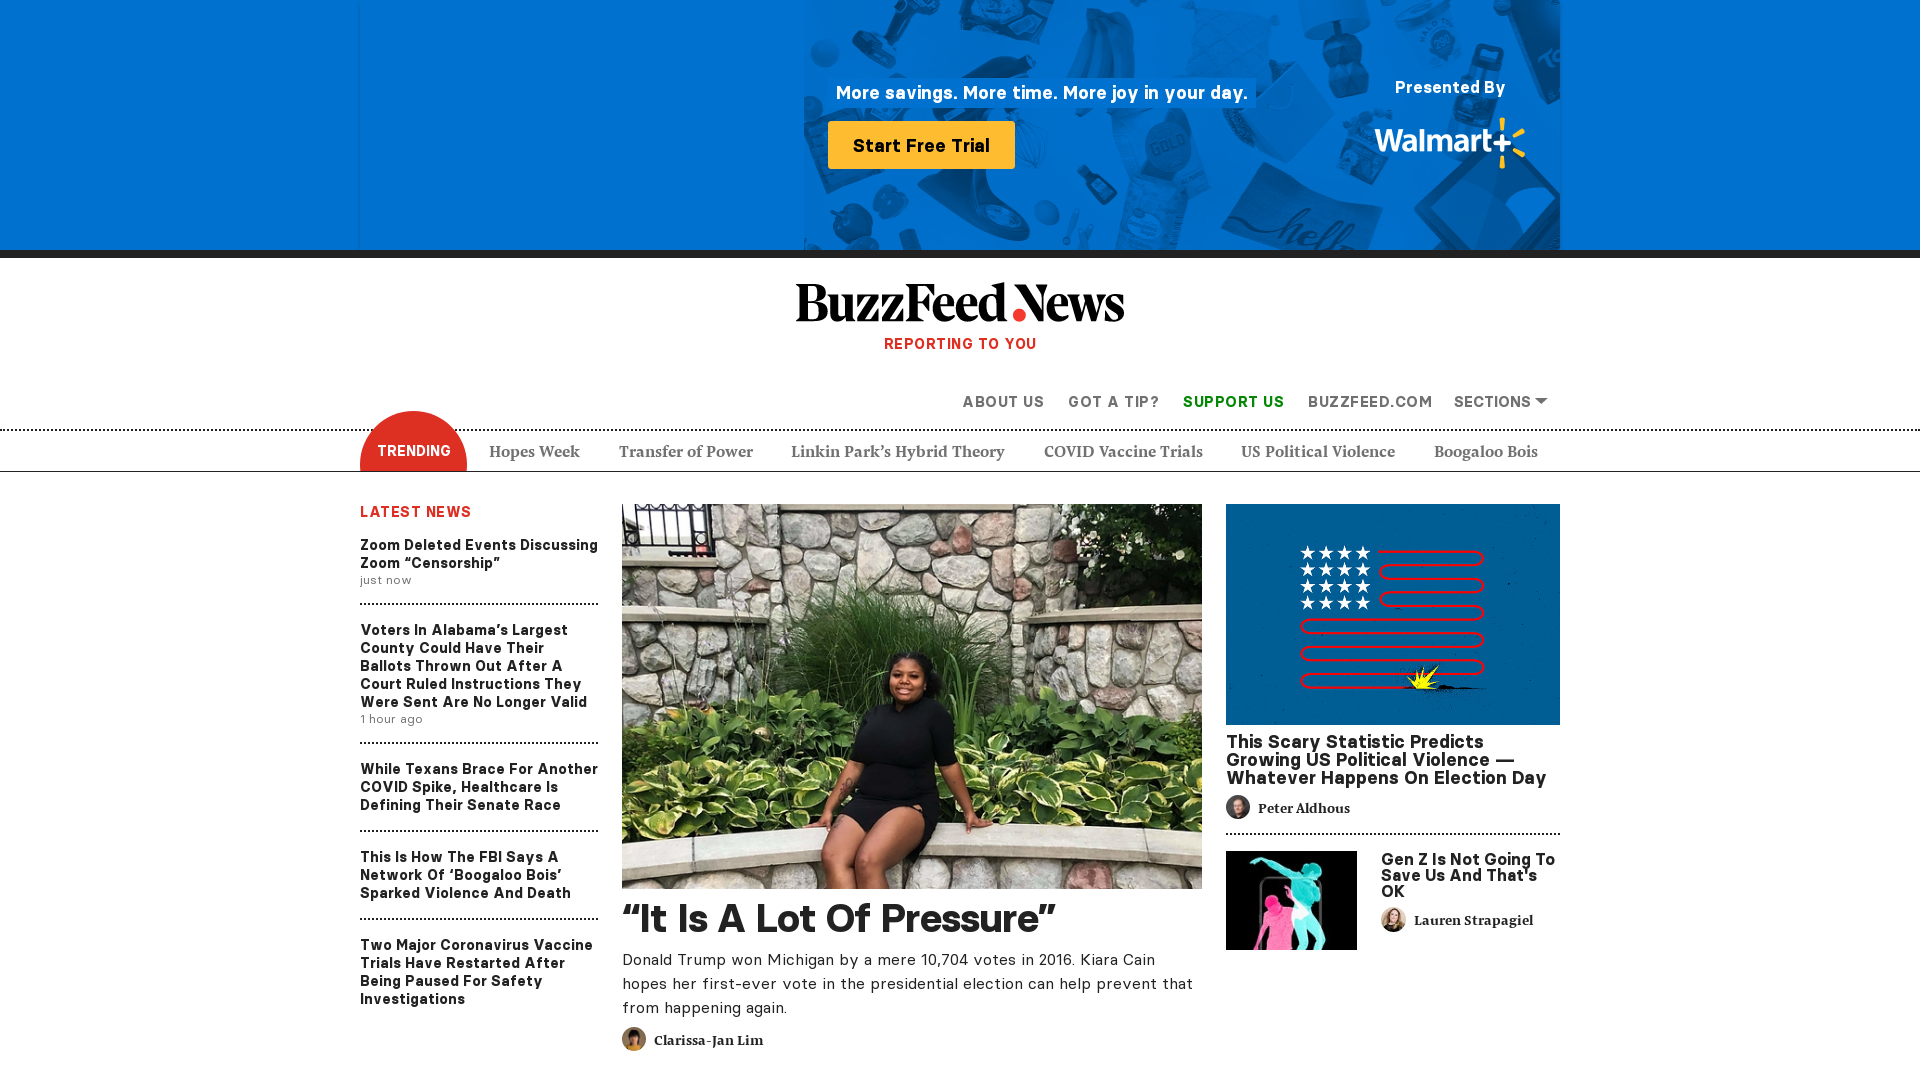 More savings. More time. More joy in your day.
Start Free Trial
Presented By
Walmart+
BuzzFeed News
REPORTING TO YOU
ABOUT US
GOT A TIP?
SUPPORT US
BUZZFEED.COM
SECTIONS
TRENDING
Hopes Week
Transfer of Power
Linkin Park’s Hybrid Theory
COVID Vaccine Trials
US Political Violence
Boogaloo Bois
LATEST NEWS
Zoom Deleted Events Discussing
Zoom “Censorship”
just now
Voters In Alabama’s Largest
County Could Have Their
Ballots Thrown Out After A
Court Ruled Instructions They
Were Sent Are No Longer Valid
1 hour ago
While Texans Brace For Another
COVID Spike, Healthcare Is
Defining Their Senate Race
This Is How The FBI Says A
Network Of ‘Boogaloo Bois’
Sparked Violence And Death
Two Major Coronavirus Vaccine
Trials Have Restarted After
Being Paused For Safety
Investigations
“It Is A Lot Of Pressure”
Donald Trump won Michigan by a mere 10,704 votes in 2016. Kiara Cain
hopes her first-ever vote in the presidential election can help prevent that
from happening again.
Clarissa-Jan Lim
This Scary Statistic Predicts
Growing US Political Violence —
Whatever Happens On Election Day
Peter Aldhous
Gen Z Is Not Going To
Save Us And That's
OK
Lauren Strapagiel
hello
GOLD